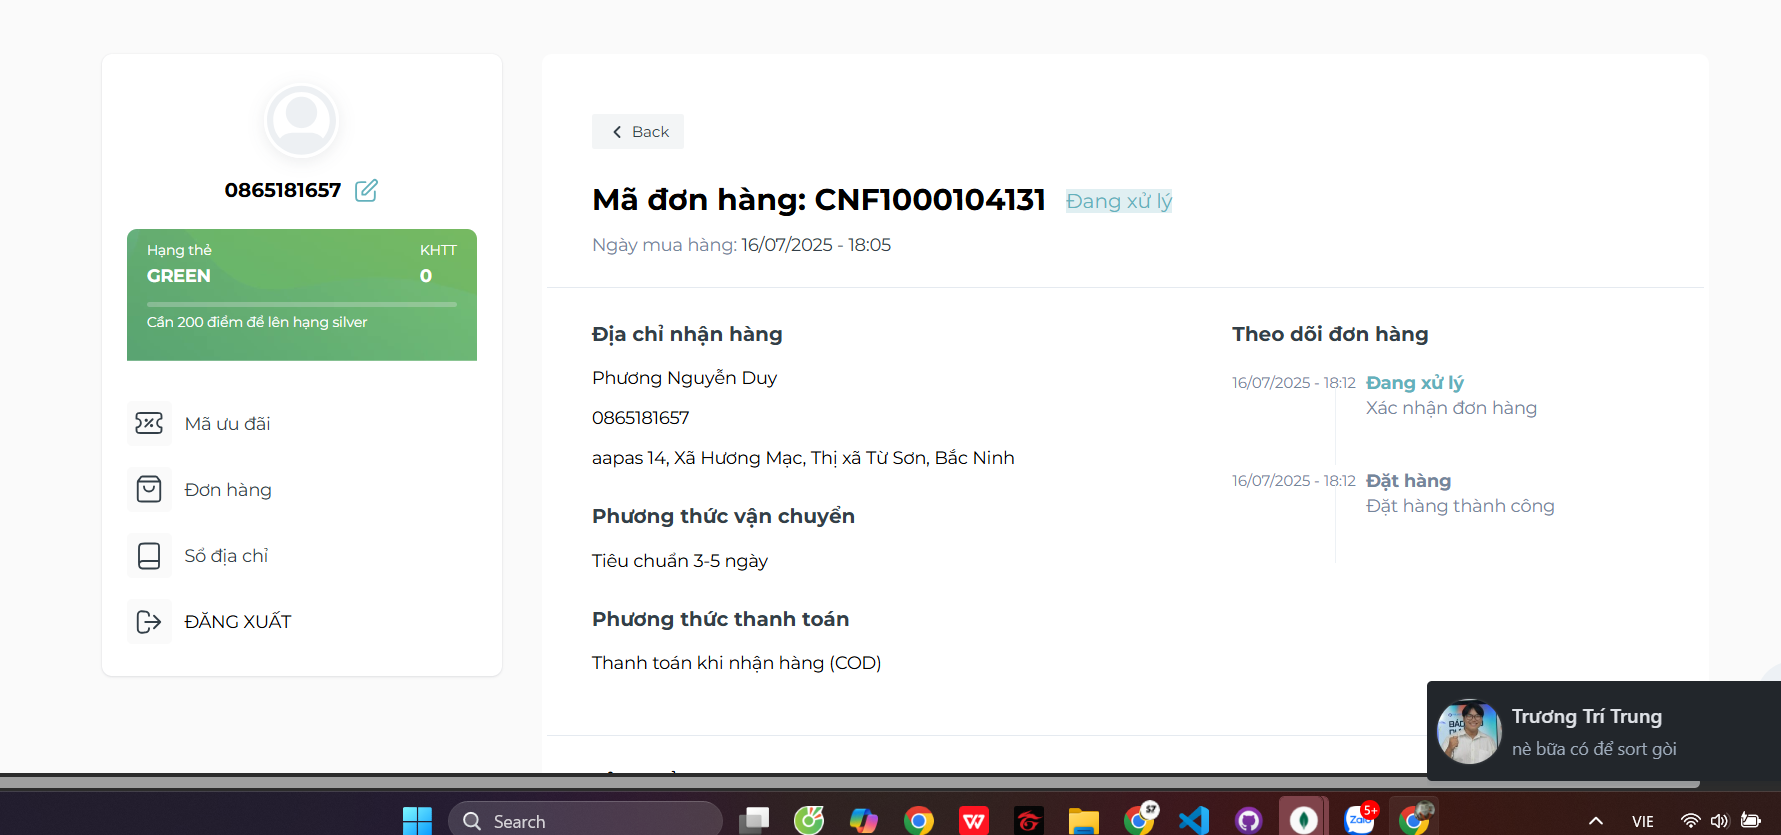 0865181657
Hạng thẻ
KHTT
GREEN
0
Cần 200 điểm để lên hạng silver
Mã ưu đãi
Đơn hàng
Sổ địa chỉ
ĐĂNG XUẤT
Back
Mã đơn hàng: CNF1000104131 Đang xử lý
Ngày mua hàng: 16/07/2025 - 18:05
Địa chỉ nhận hàng
Phương Nguyễn Duy
0865181657
aapas 14, Xã Hương Mạc, Thị xã Từ Sơn, Bắc Ninh
Phương thức vận chuyển
Tiêu chuẩn 3-5 ngày
Phương thức thanh toán
Thanh toán khi nhận hàng (COD)
Theo dõi đơn hàng
16/07/2025 - 18:12 Đang xử lý
Xác nhận đơn hàng
16/07/2025 - 18:12 Đặt hàng
Đặt hàng thành công
Trương Trí Trung
nè bữa có để sort gòi
Search
57
Zalo
5+
VIE